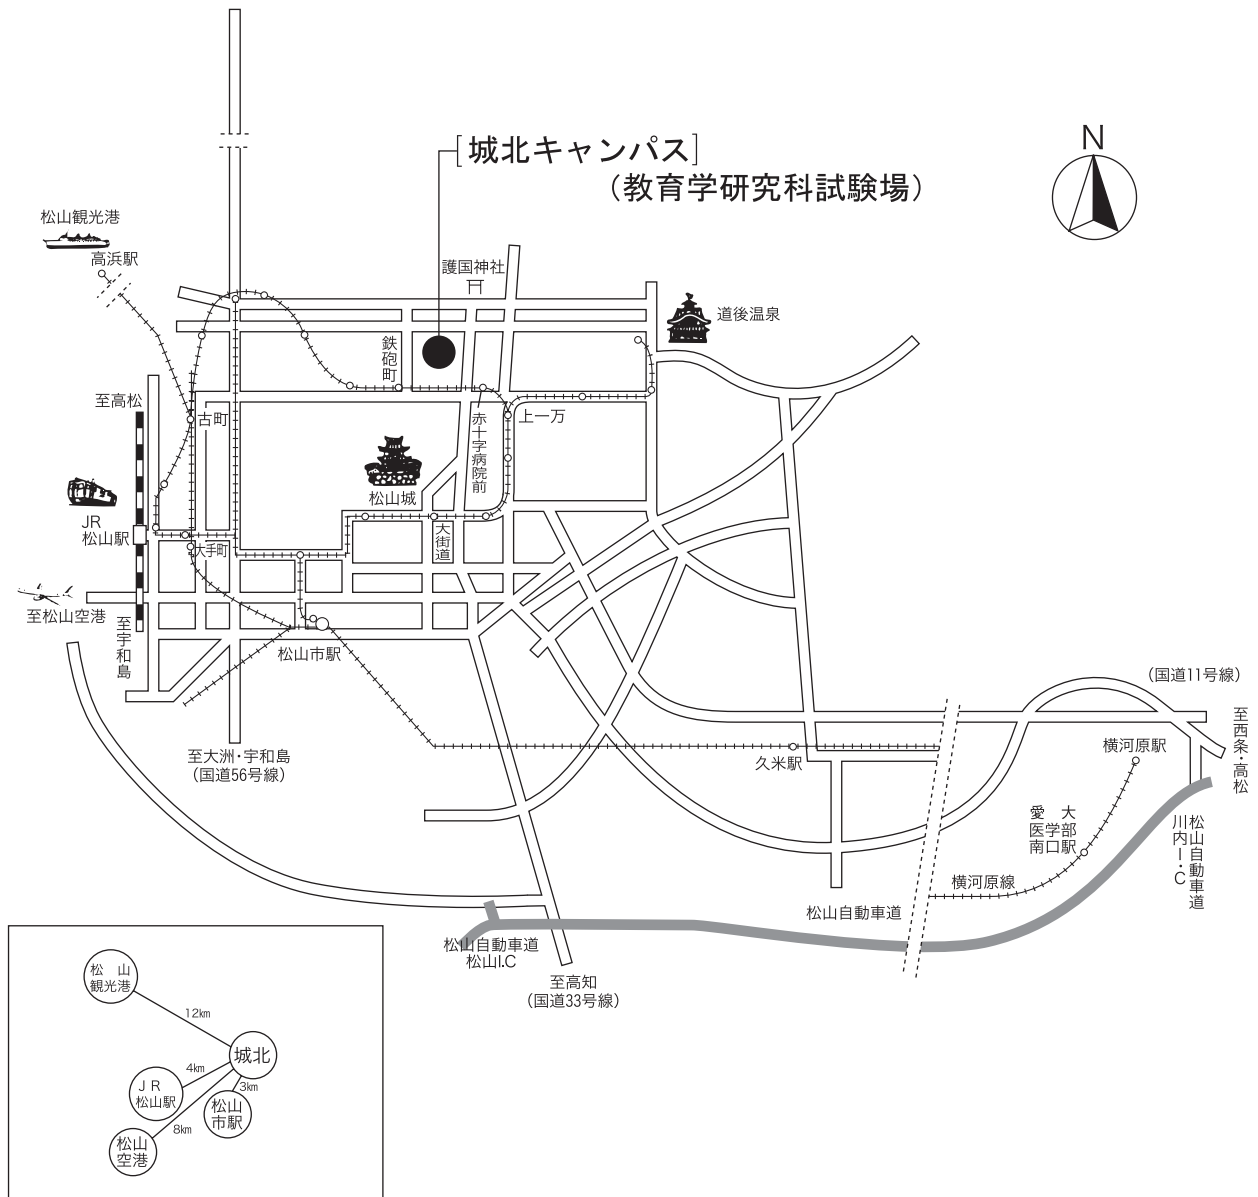 [城北キャンパス]
(教育学研究科試験場)
N
松山観光港
高浜駅
護国神社
道後温泉
鉄砲町
至高松
古町
赤十字病院前
上一万
松山城
JR
松山駅
大手町
大街道
至松山空港
至宇和島
松山市駅
(国道11号線)
至西条・高松
至大洲・宇和島
(国道56号線)
久米駅
横河原駅
愛 大
医学部
南口駅
松山自動車道
川内I・C
横河原線
松山自動車道
松山自動車道
松山I.C
至高知
(国道33号線)
松 山
観光港
12km
城北
4km
JR
松山駅
3km
松山
市駅
8km
松山
空港